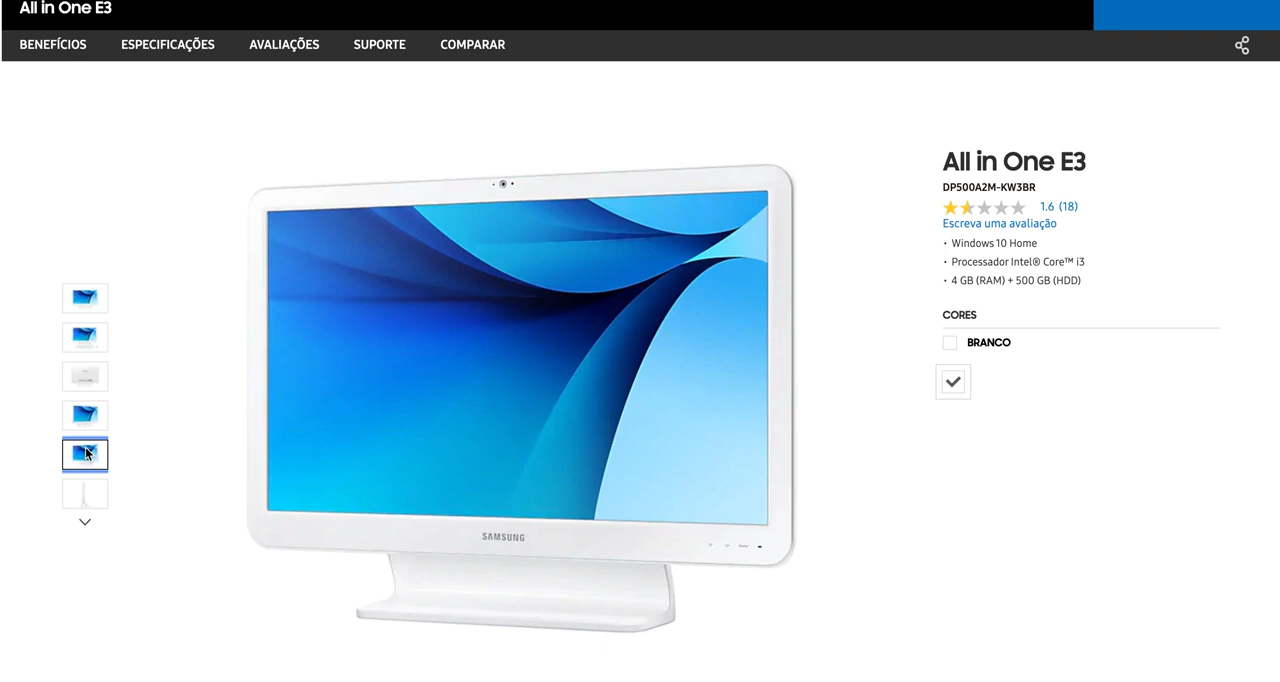 All in One E3
BENEFÍCIOS ESPECIFICAÇÕES AVALIAÇÕES SUPORTE COMPARAR
All in One E3
DP500A2M-KW3BR
1.6 (18)
Escreva uma avaliação
• Windows 10 Home
• Processador Intel® Core™ i3
• 4 GB (RAM) + 500 GB (HDD)
CORES
BRANCO
SAMSUNG